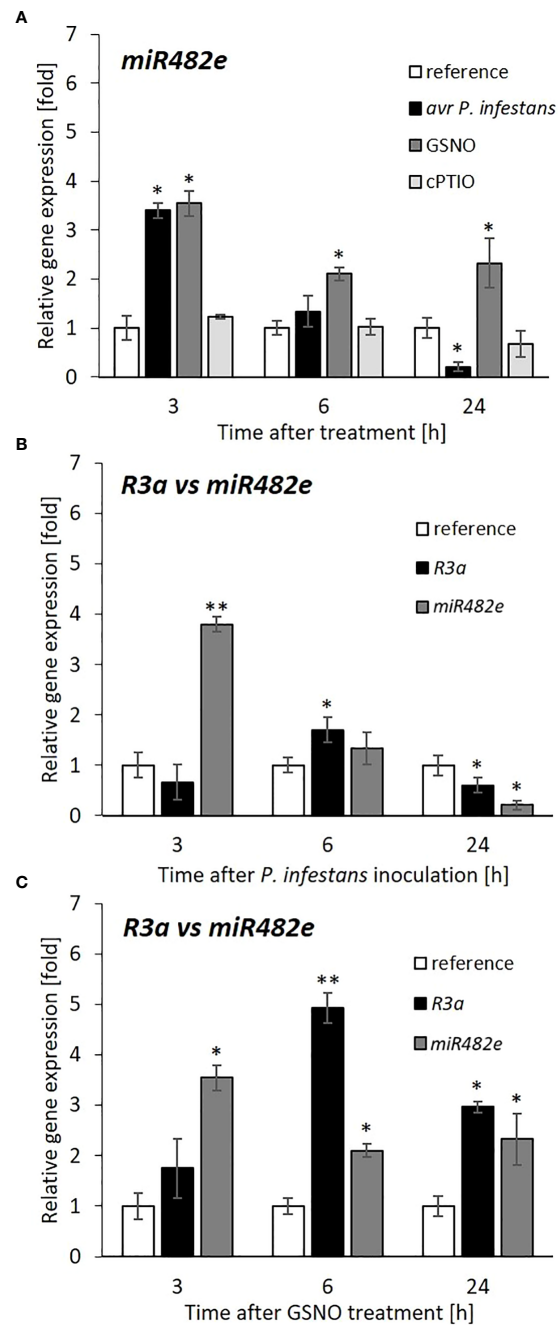 A
miR482e
reference
avr P. infestans
GSNO
cPTIO
Relative gene expression [fold]
7
6
5
4
3
2
1
0
* *
*
*
*
3 6 24
Time after treatment [h]
B
R3a vs miR482e
reference
R3a
miR482e
Relative gene expression [fold]
7
6
5
4
3
2
1
0
**
*
*
*
3 6 24
Time after P. infestans inoculation [h]
C
R3a vs miR482e
reference
R3a
miR482e
Relative gene expression [fold]
7
6
5
4
3
2
1
0
*
**
*
*
*
3 6 24
Time after GSNO treatment [h]